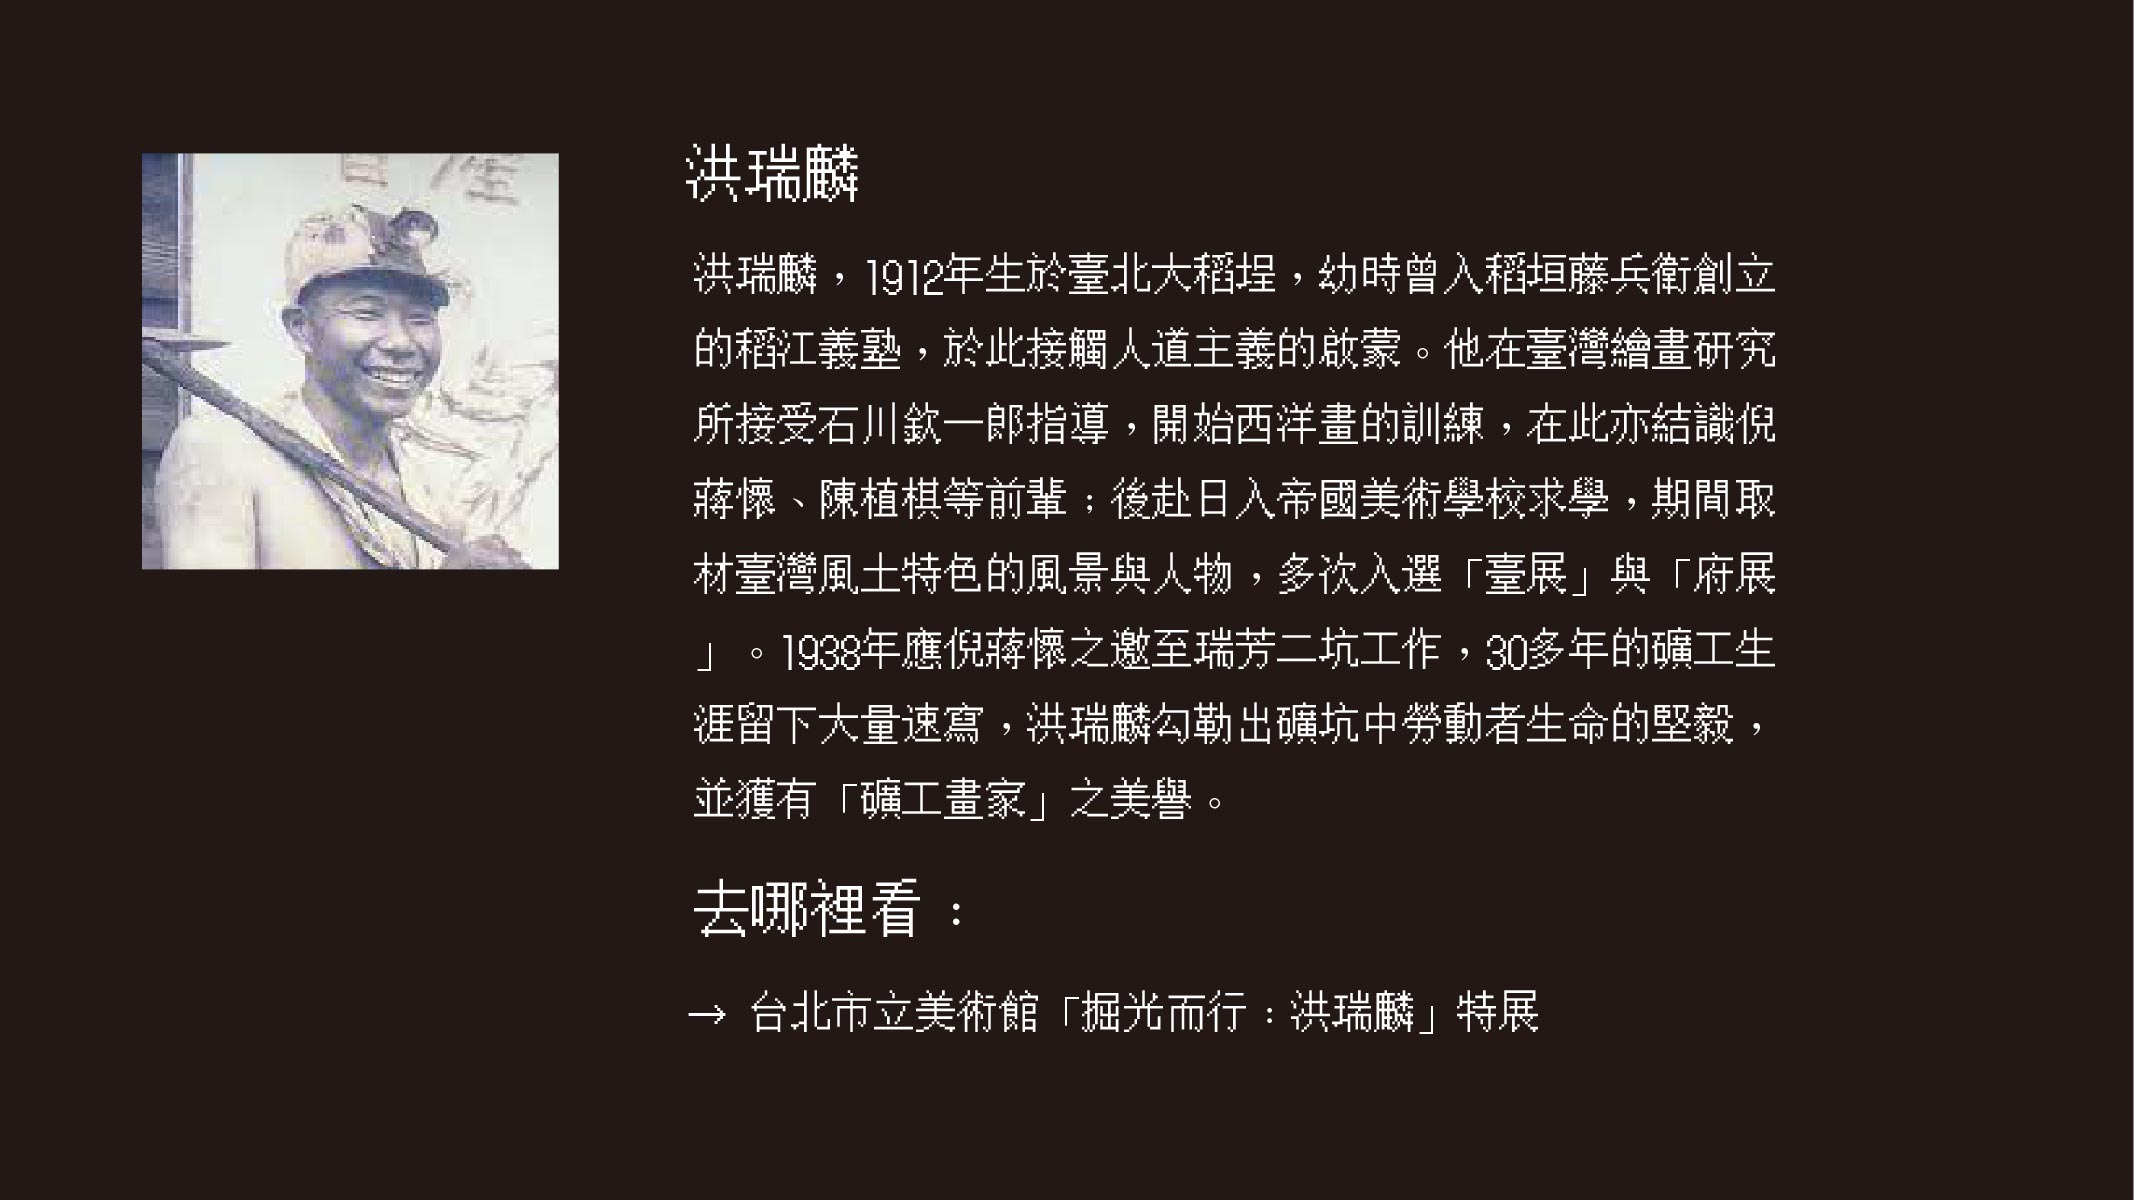 洪瑞麟
洪瑞麟，1912年生於臺北大稻埕，幼時曾入稻垣藤兵衛創立
的稻江義塾，於此接觸人道主義的啟蒙。他在臺灣繪畫研究
所接受石川欽一郎指導，開始西洋畫的訓練，在此亦結識倪
蔣懷、陳植棋等前輩；後赴日入帝國美術學校求學，期間取
材臺灣風土特色的風景與人物，多次入選「臺展」與「府展
」。1938年應倪蔣懷之邀至瑞芳二坑工作，30多年的礦工生
涯留下大量速寫，洪瑞麟勾勒出礦坑中勞動者生命的堅毅，
並獲有「礦工畫家」之美譽。
去哪裡看：
→ 台北市立美術館「掘光而行：洪瑞麟」特展